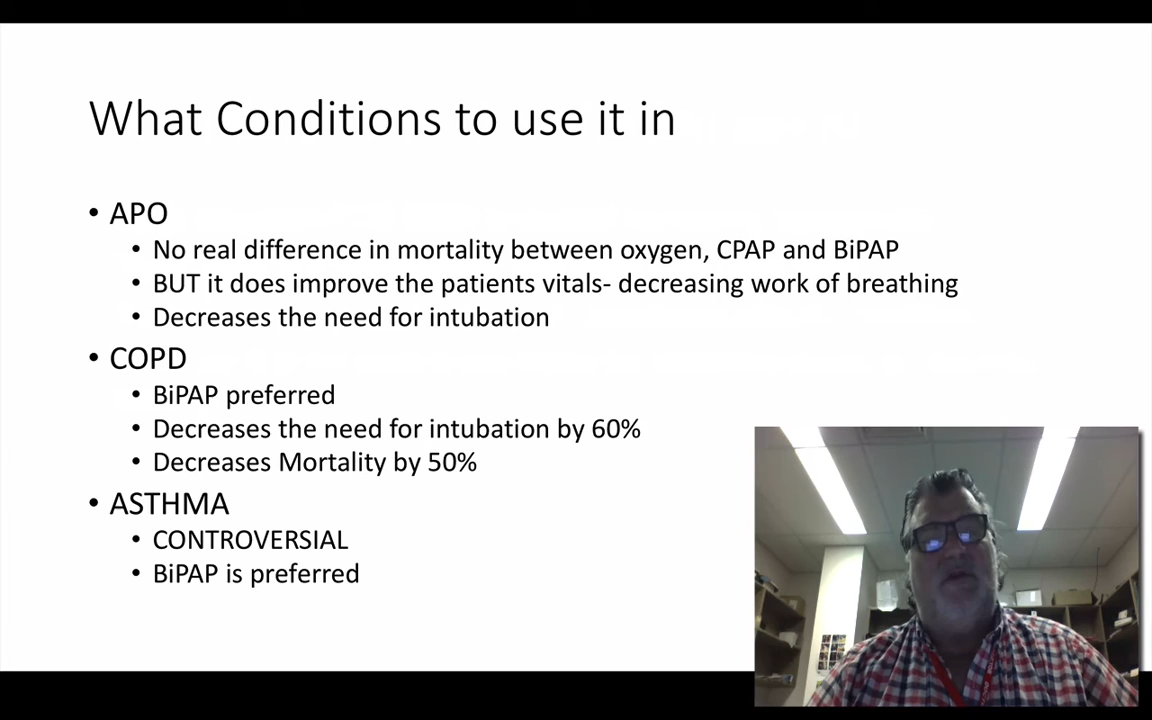 What Conditions to use it in
• APO
• No real difference in mortality between oxygen, CPAP and BiPAP
• BUT it does improve the patients vitals- decreasing work of breathing
• Decreases the need for intubation
• COPD
• BiPAP preferred
• Decreases the need for intubation by 60%
• Decreases Mortality by 50%
• ASTHMA
• CONTROVERSIAL
• BiPAP is preferred